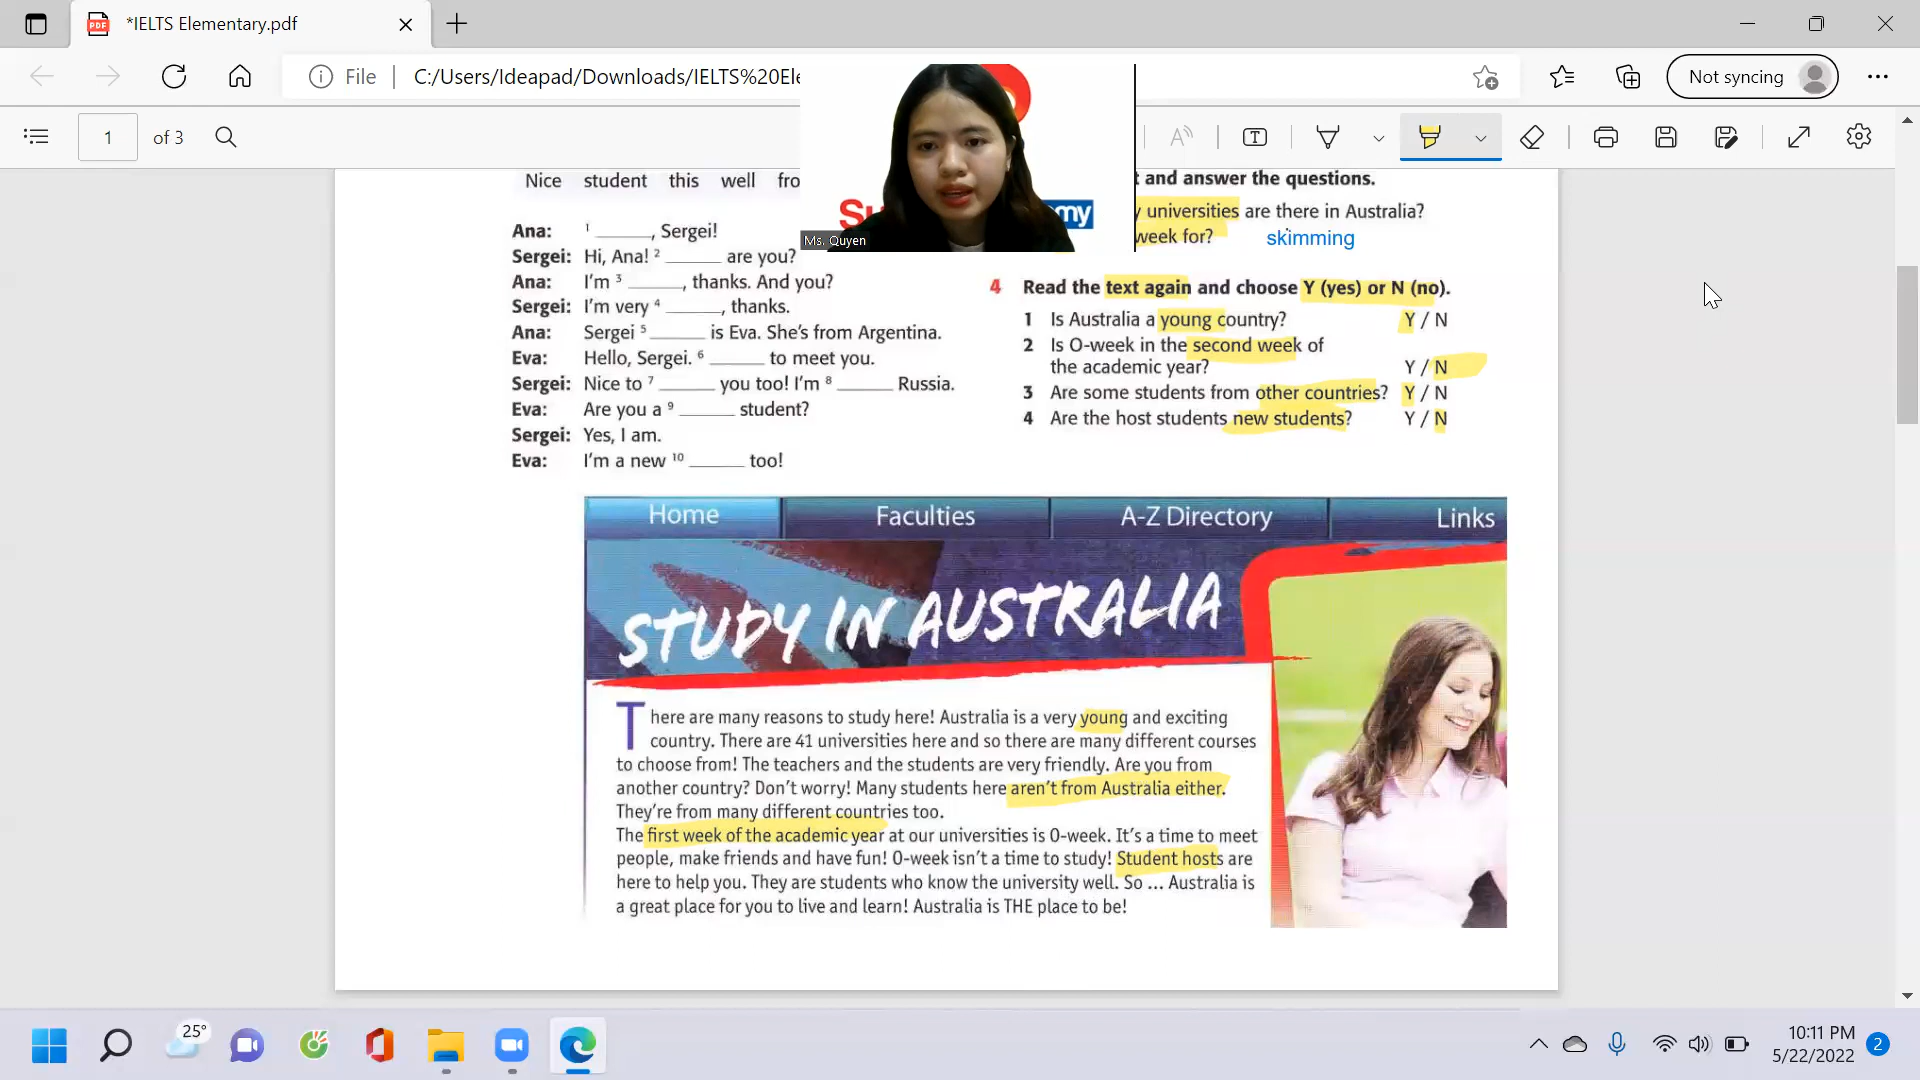 *IELTS Elementary.pdf
File
C:/Users/Ideapad/Downloads/IELTS%20Ele
Not syncing
1 of 3
Nice student this well fro
Ana: 1 ______, Sergei!
Sergei: Hi, Ana! 2 ______ are you?
Ana: I'm 3 ______, thanks. And you?
Sergei: I'm very 4 ______, thanks.
Ana: Sergei 5 ______ is Eva. She's from Argentina.
Eva: Hello, Sergei. 6 ______ to meet you.
Sergei: Nice to 7 ______ you too! I'm 8 ______ Russia.
Eva: Are you a 9 ______ student?
Sergei: Yes, I am.
Eva: I'm a new 10 ______ too!
Ms. Quyen
my
t and answer the questions.
y universities are there in Australia?
week for?
skimming
4 Read the text again and choose Y (yes) or N (no).
1 Is Australia a young country? Y / N
2 Is O-week in the second week of
the academic year? Y / N
3 Are some students from other countries? Y / N
4 Are the host students new students? Y / N
Home Faculties A-Z Directory Links
STUDY IN AUSTRALIA
There are many reasons to study here! Australia is a very young and exciting
country. There are 41 universities here and so there are many different courses
to choose from! The teachers and the students are very friendly. Are you from
another country? Don't worry! Many students here aren't from Australia either.
They're from many different countries too.
The first week of the academic year at our universities is O-week. It's a time to meet
people, make friends and have fun! O-week isn't a time to study! Student hosts are
here to help you. They are students who know the university well. So ... Australia is
a great place for you to live and learn! Australia is THE place to be!
25°
10:11 PM
5/22/2022
2